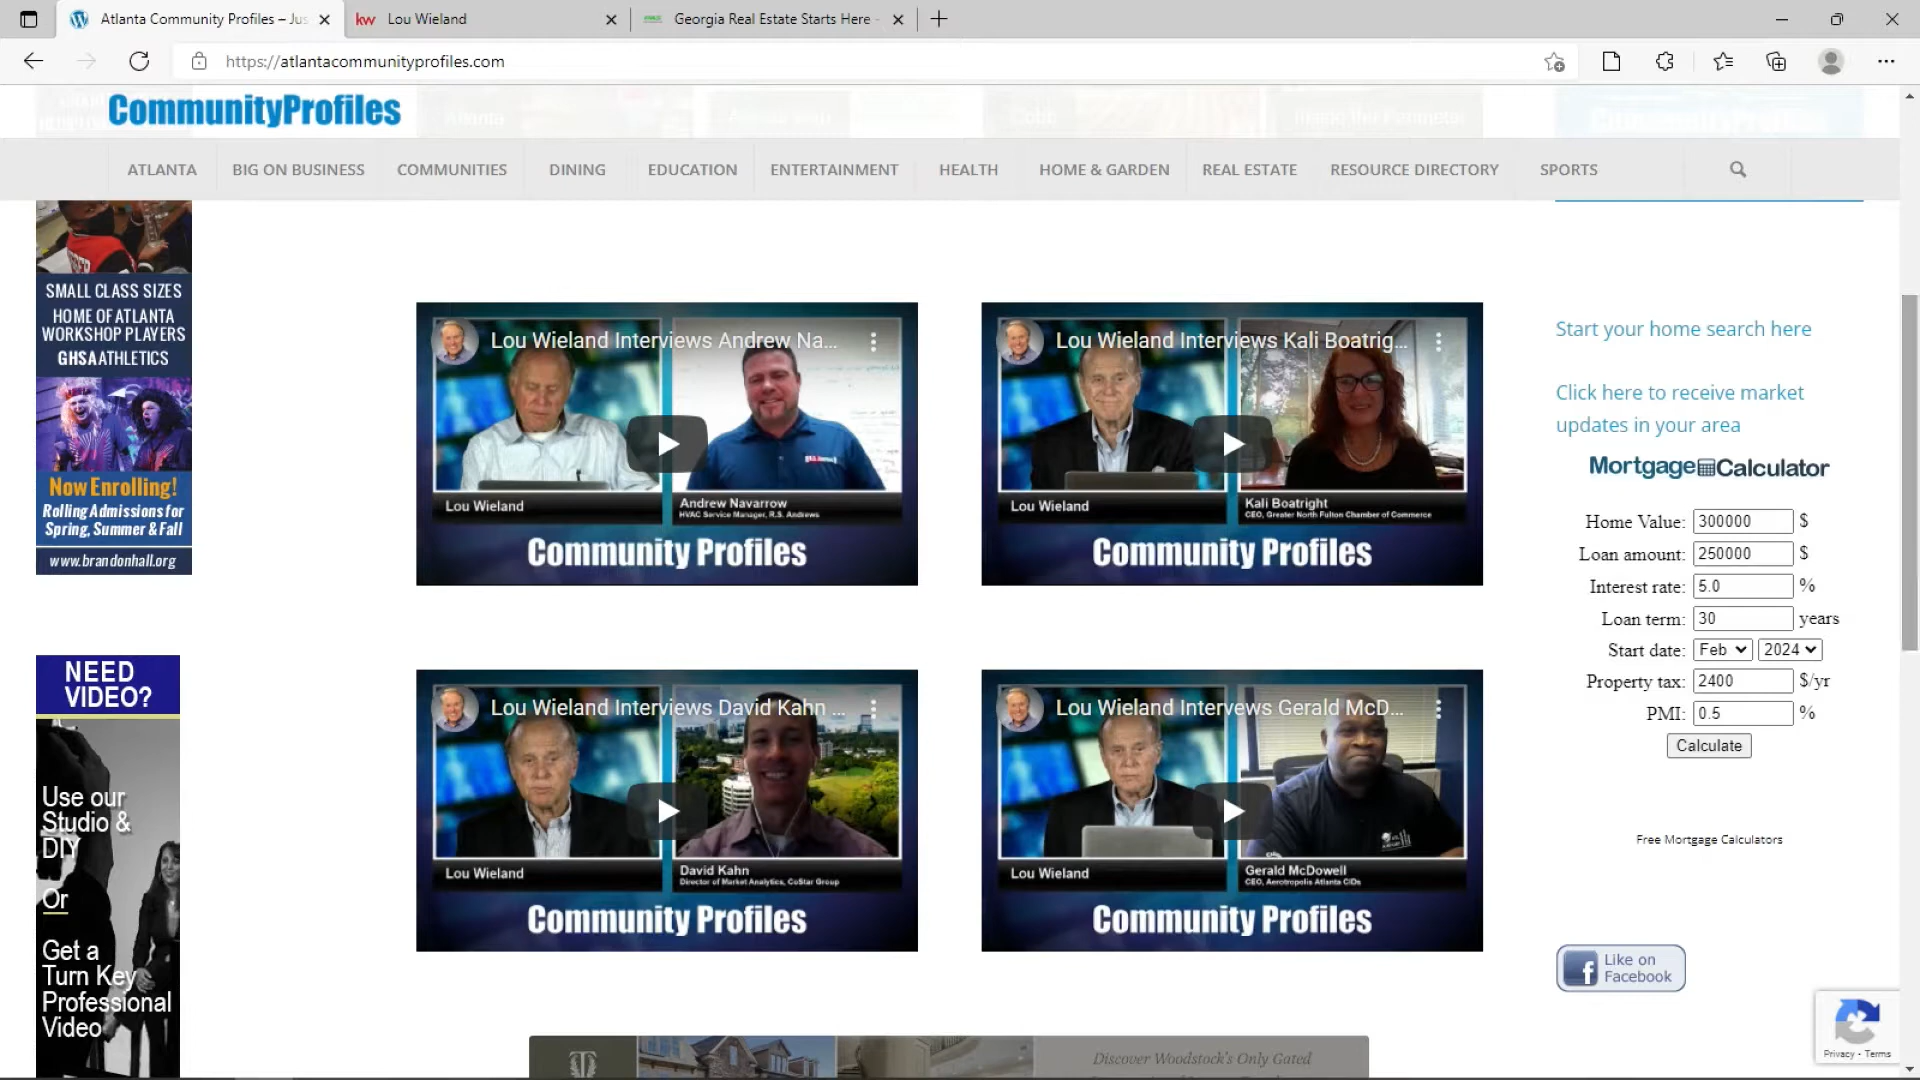 Atlanta Community Profiles – Jus
kw Lou Wieland
Georgia Real Estate Starts Here -
https://atlantacommunityprofiles.com
CommunityProfiles
ATLANTA BIG ON BUSINESS COMMUNITIES DINING EDUCATION ENTERTAINMENT HEALTH HOME & GARDEN REAL ESTATE RESOURCE DIRECTORY SPORTS
SMALL CLASS SIZES
HOME OF ATLANTA
WORKSHOP PLAYERS
GHSA ATHLETICS
Now Enrolling!
Rolling Admissions for
Spring, Summer & Fall
www.brandonhall.org
NEED
VIDEO?
Use our
Studio &
DIY
Or
Get a
Turn Key
Professional
Video
Lou Wieland Interviews Andrew Na...
Lou Wieland
Andrew Navarrow
HVAC Service Manager, R.S. Andrews
Community Profiles
Lou Wieland Interviews Kali Boatrig...
Lou Wieland
Kali Boatright
CEO, Greater North Fulton Chamber of Commerce
Community Profiles
Lou Wieland Interviews David Kahn ...
Lou Wieland
David Kahn
Director of Market Analytics, CoStar Group
Community Profiles
Lou Wieland Intervews Gerald McD...
Lou Wieland
Gerald McDowell
CEO, Aerotropolis Atlanta CIDs
Community Profiles
Discover Woodstock's Only Gated
Start your home search here
Click here to receive market
updates in your area
Mortgage Calculator
Home Value: 300000 $
Loan amount: 250000 $
Interest rate: 5.0 %
Loan term: 30 years
Start date: Feb 2024
Property tax: 2400 $/yr
PMI: 0.5 %
Calculate
Free Mortgage Calculators
Like on
Facebook
Privacy - Terms